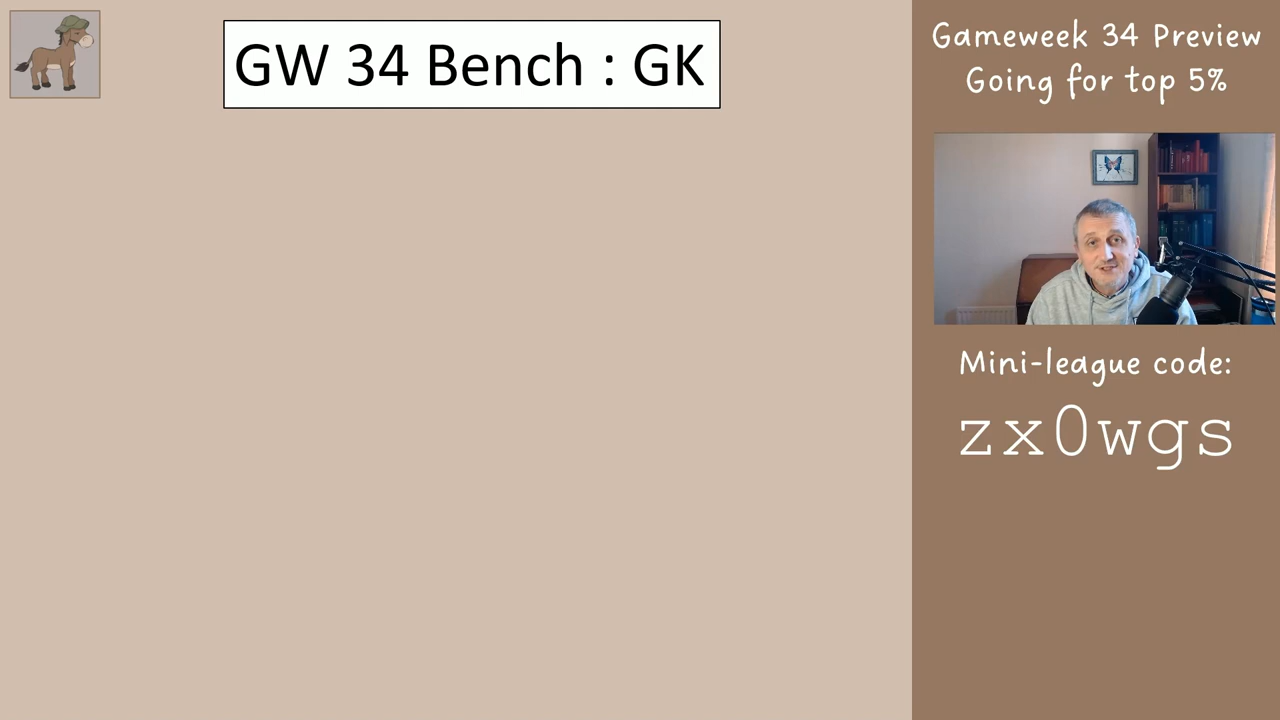 GW 34 Bench : GK
Gameweek 34 Preview
Going for top 5%
Mini-league code:
zx0wgs